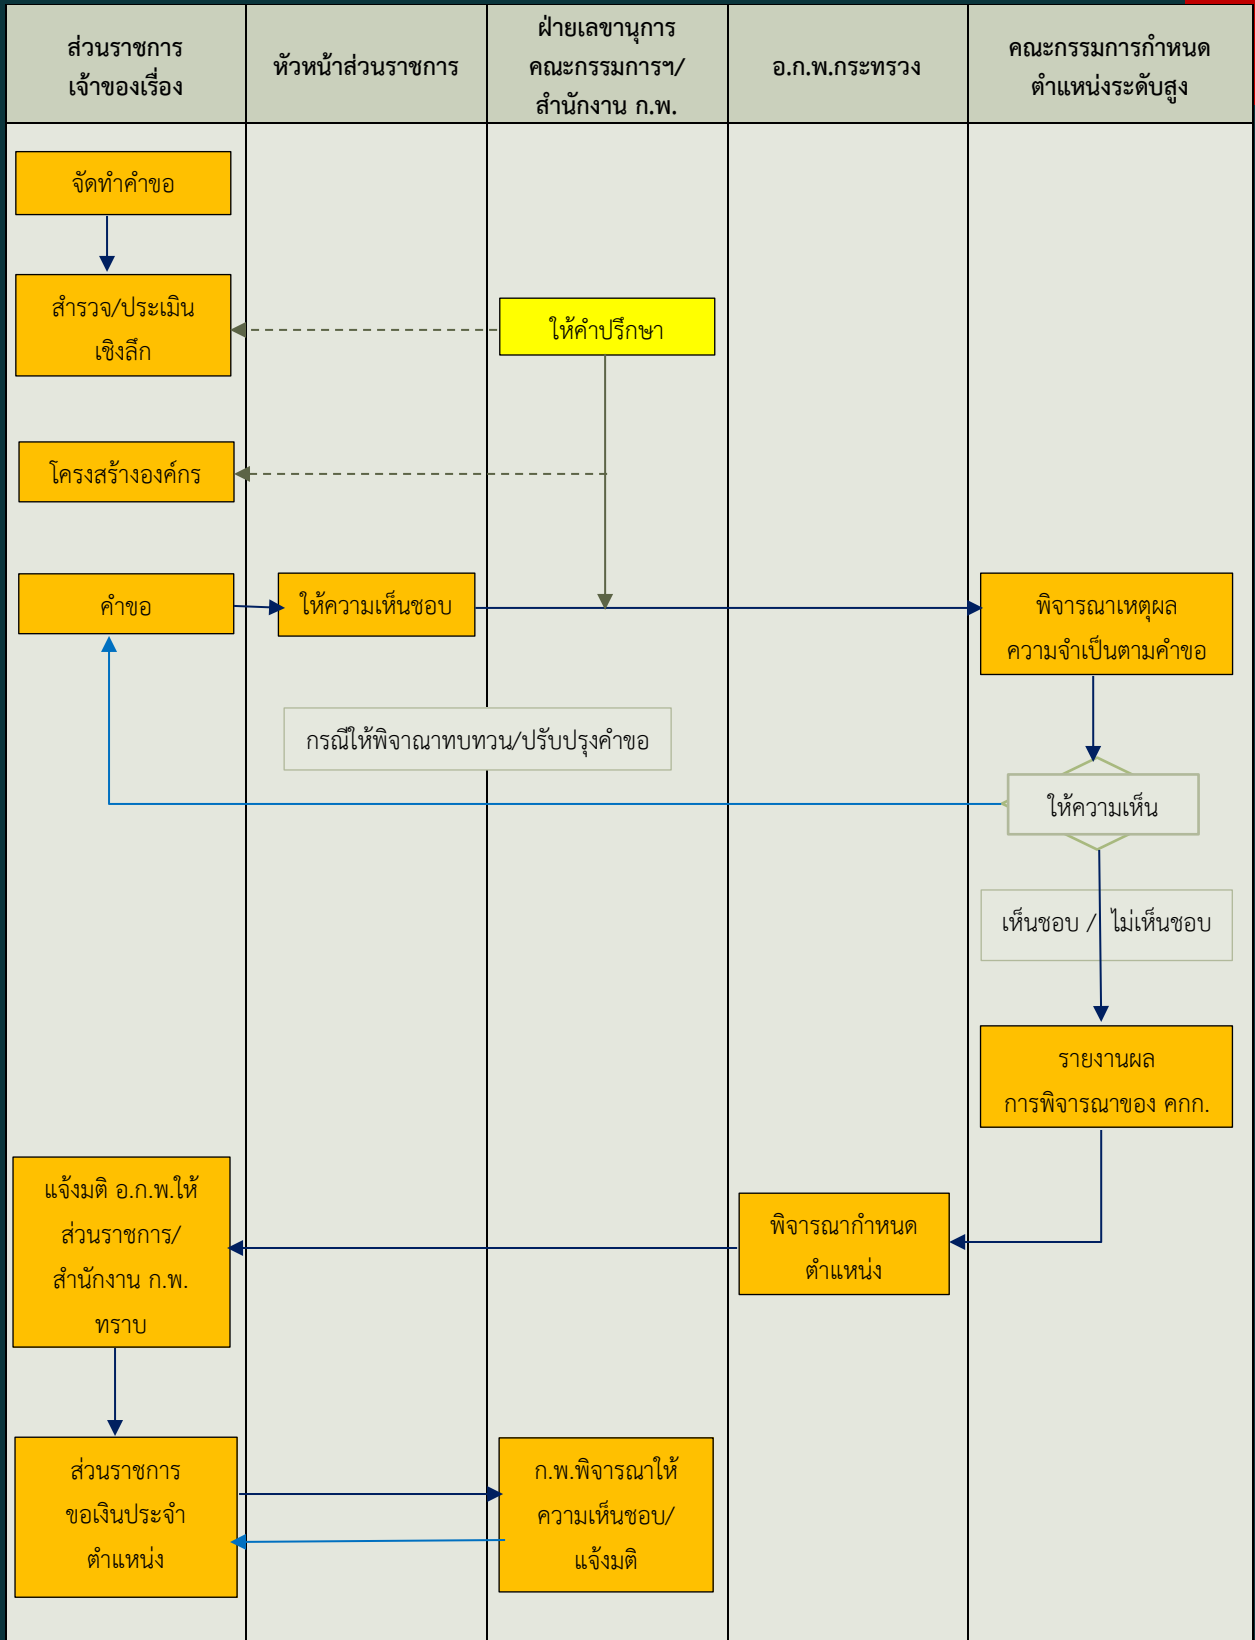 ส่วนราชการ
เจ้าของเรื่อง
หัวหน้าส่วนราชการ
ฝ่ายเลขานุการ
คณะกรรมการฯ/
สำนักงาน ก.พ.
อ.ก.พ.กระทรวง
คณะกรรมการกำหนด
ตำแหน่งระดับสูง
จัดทำคำขอ
สำรวจ/ประเมิน
เชิงลึก
ให้คำปรึกษา
โครงสร้างองค์กร
คำขอ
ให้ความเห็นชอบ
พิจารณาเหตุผล
ความจำเป็นตามคำขอ
กรณีให้พิจาณาทบทวน/ปรับปรุงคำขอ
ให้ความเห็น
เห็นชอบ / ไม่เห็นชอบ
รายงานผล
การพิจารณาของ คกก.
แจ้งมติ อ.ก.พ.ให้
ส่วนราชการ/
สำนักงาน ก.พ.
ทราบ
พิจารณากำหนด
ตำแหน่ง
ส่วนราชการ
ขอเงินประจำ
ตำแหน่ง
ก.พ.พิจารณาให้
ความเห็นชอบ/
แจ้งมติ